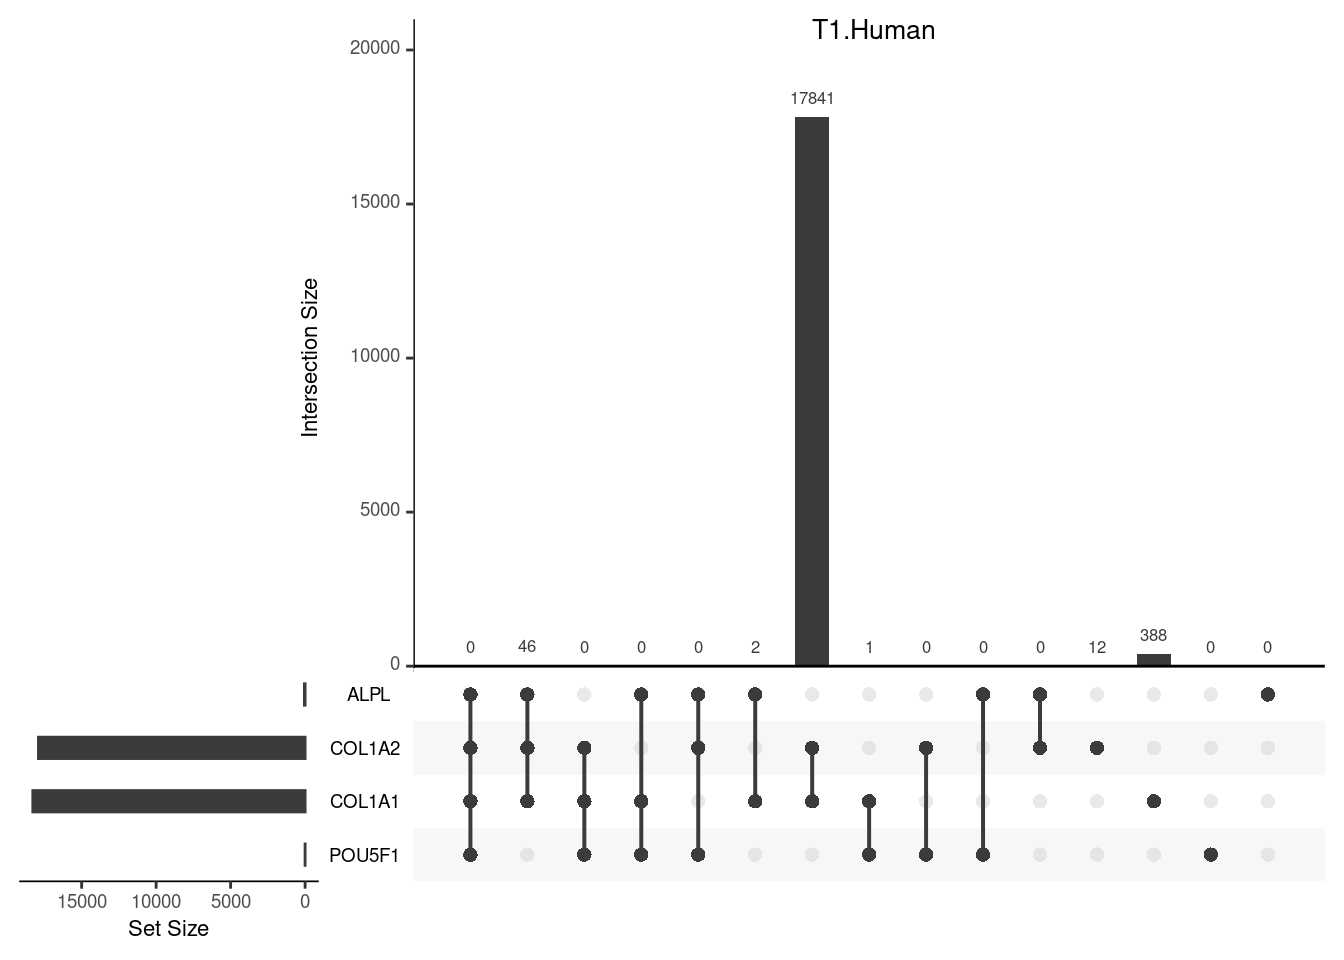 T1.Human
20000
15000
10000
5000
0
Intersection Size
17841
0 46 0 0 0 2 1 0 0 0 12 388 0 0
ALPL
COL1A2
COL1A1
POU5F1
15000 10000 5000 0
Set Size